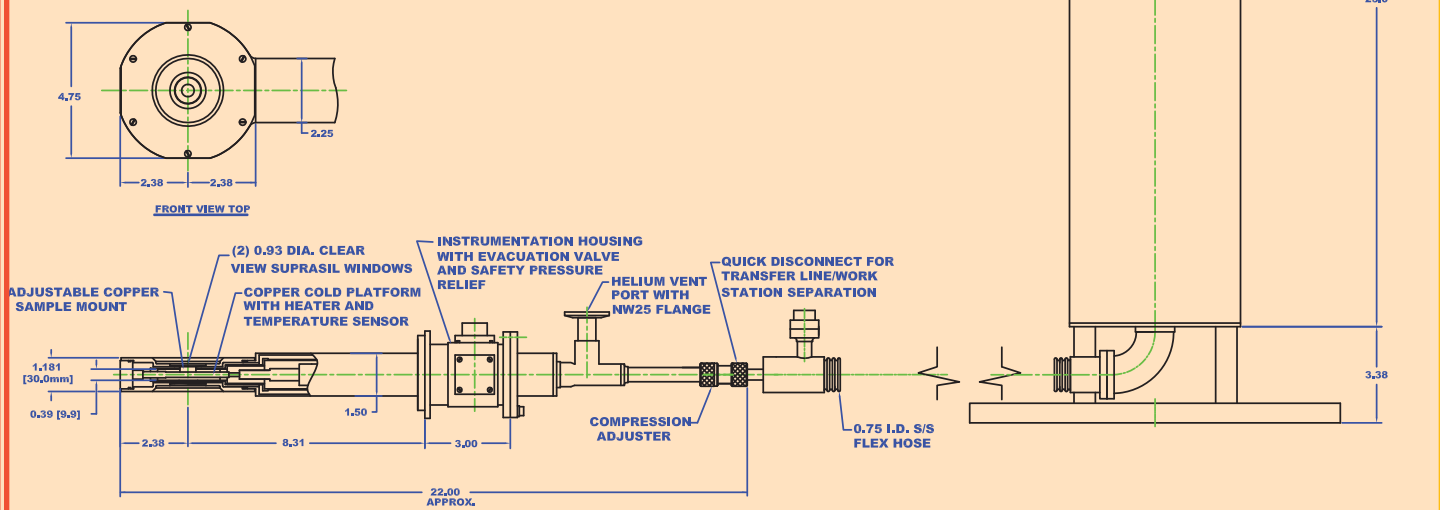 4.75
2.25
2.38
2.38
FRONT VIEW TOP
(2) 0.93 DIA. CLEAR
VIEW SUPRASIL WINDOWS
ADJUSTABLE COPPER
SAMPLE MOUNT
COPPER COLD PLATFORM
WITH HEATER AND
TEMPERATURE SENSOR
INSTRUMENTATION HOUSING
WITH EVACUATION VALVE
AND SAFETY PRESSURE
RELIEF
HELIUM VENT
PORT WITH
NW25 FLANGE
QUICK DISCONNECT FOR
TRANSFER LINE/WORK
STATION SEPARATION
1.181
[30.0mm]
0.39 [9.9]
1.50
COMPRESSION
ADJUSTER
0.75 I.D. S/S
FLEX HOSE
3.38
2.38
8.31
3.00
22.00
APPROX.